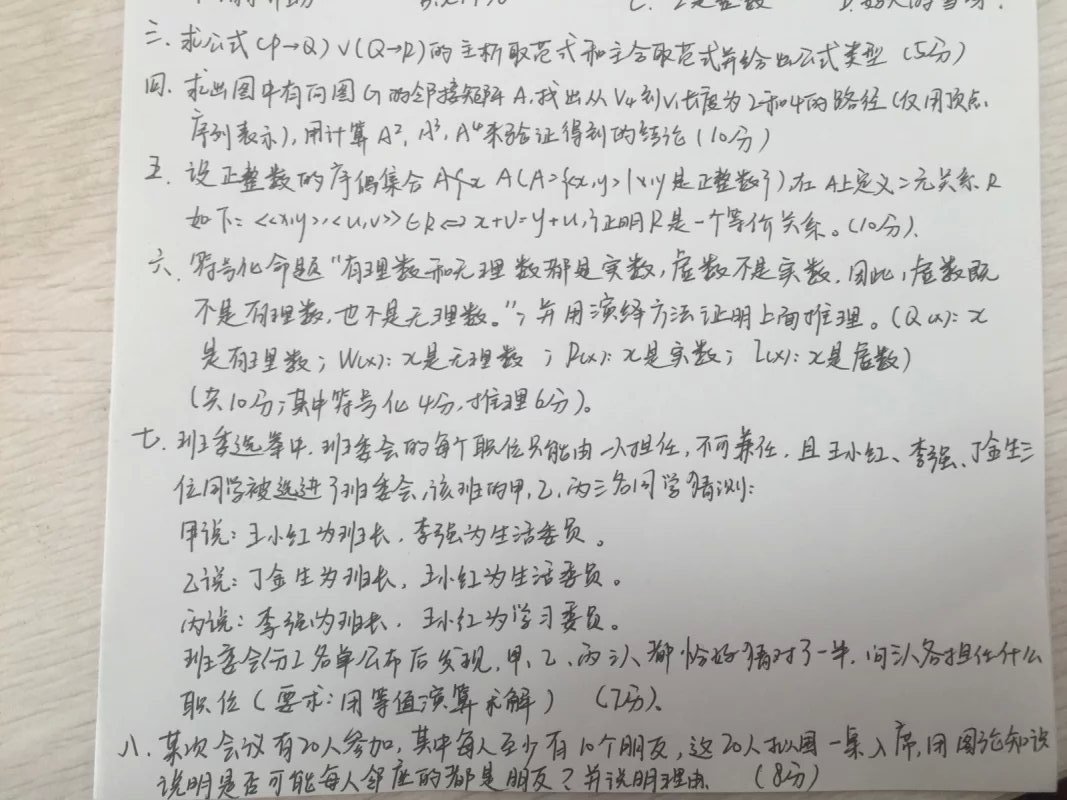 三. 求公式(P→Q)∨(Q→R)的主析取范式和主合取范式并给出公式类型 (5分)
四. 求出图中有向图G的邻接矩阵A,找出从V4到V1长度为2和4的路径(仅用顶点
序列表示),用计算A²,A³,A⁴来验证得到的结论(10分)
五. 设正整数的序偶集合A(A={<x,y>|x,y是正整数}),在A上定义二元关系R
如下:<<x,y>,<u,v>>∈R⇔x+v=y+u,证明R是一个等价关系。(10分).
六、符号化命题"有理数和无理数都是实数,虚数不是实数.因此,虚数既
不是有理数,也不是无理数。",并用演绎方法证明上面推理。(Q(x):x
是有理数;W(x):x是无理数;R(x):x是实数;I(x):x是虚数)
(共10分;其中符号化4分,推理6分)。
七.班委选举中,班委会的每个职位只能由一人担任,不可兼任,且王小红、李强、丁金生三
位同学被选进了班委会,该班的甲,乙,丙三名同学猜测:
甲说:王小红为班长,李强为生活委员。
乙说:丁金生为班长,王小红为生活委员。
丙说:李强为班长,王小红为学习委员。
班委会分工名单公布后发现,甲、乙、丙三人都恰好猜对了一半.问三人各担任什么
职位(要求:用等值演算求解) (7分)、
八.某次会议有20人参加,其中每人至少有10个朋友,这20人拟围一桌入席,用图论知识
说明是否可能每人邻座的都是朋友?并说明理由. (8分)